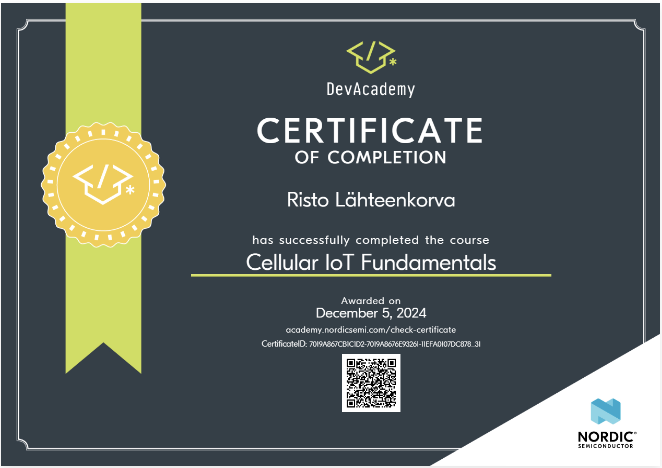 DevAcademy
CERTIFICATE
OF COMPLETION
Risto Lähteenkorva
has successfully completed the course
Cellular IoT Fundamentals
Awarded on
December 5, 2024
academy.nordicsemi.com/check-certificate
CertificateID: 7019A867CB1C1D2-7019A8676E9326I-11EFA0107DC878_31
NORDIC™
SEMICONDUCTOR